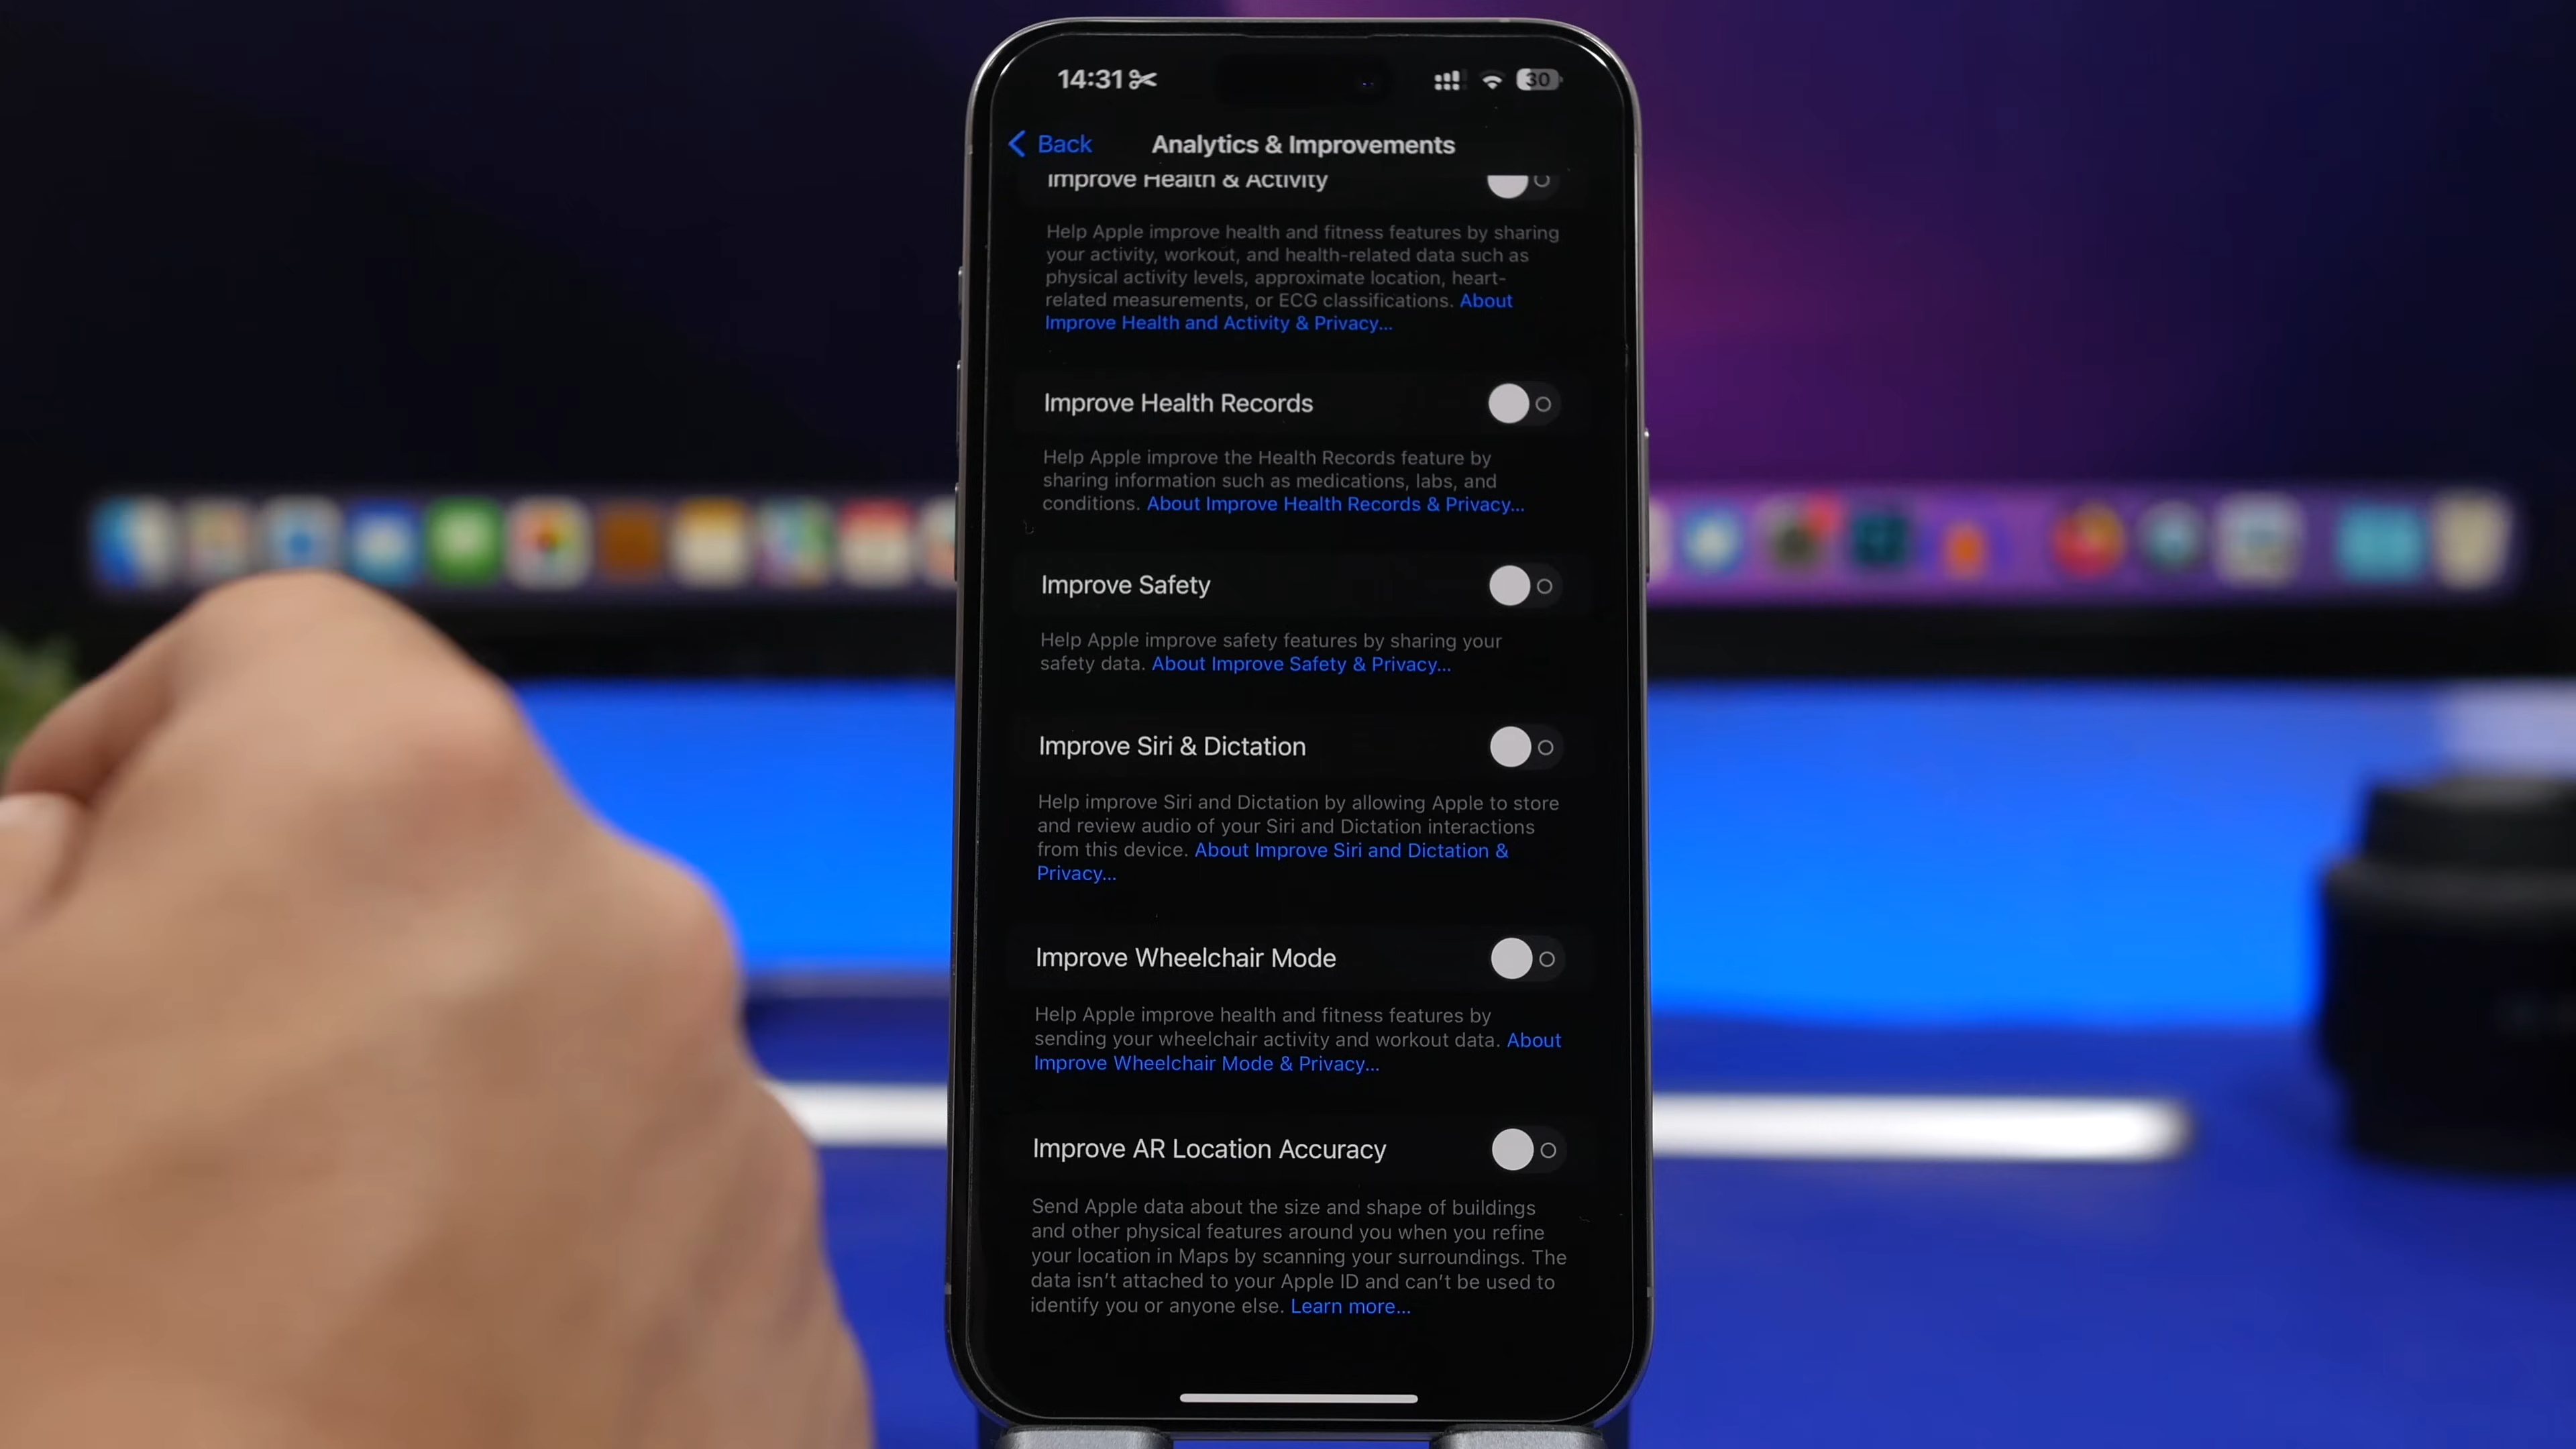 14:31
30
Back
Analytics & Improvements
Improve Health & Activity
Help Apple improve health and fitness features by sharing
your activity, workout, and health-related data such as
physical activity levels, approximate location, heart-
related measurements, or ECG classifications. About
Improve Health and Activity & Privacy...
Improve Health Records
Help Apple improve the Health Records feature by
sharing information such as medications, labs, and
conditions. About Improve Health Records & Privacy...
Improve Safety
Help Apple improve safety features by sharing your
safety data. About Improve Safety & Privacy...
Improve Siri & Dictation
Help improve Siri and Dictation by allowing Apple to store
and review audio of your Siri and Dictation interactions
from this device. About Improve Siri and Dictation &
Privacy...
Improve Wheelchair Mode
Help Apple improve health and fitness features by
sending your wheelchair activity and workout data. About
Improve Wheelchair Mode & Privacy...
Improve AR Location Accuracy
Send Apple data about the size and shape of buildings
and other physical features around you when you refine
your location in Maps by scanning your surroundings. The
data isn't attached to your Apple ID and can't be used to
identify you or anyone else. Learn more...